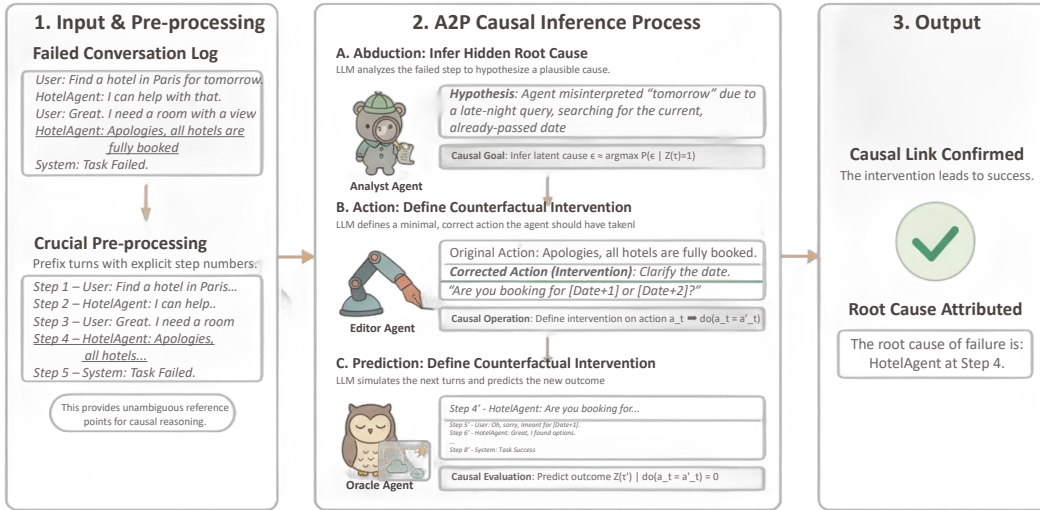 1. Input & Pre-processing
Failed Conversation Log
User: Find a hotel in Paris for tomorrow.
HotelAgent: I can help with that.
User: Great. I need a room with a view
HotelAgent: Apologies, all hotels are
fully booked
System: Task Failed.
Crucial Pre-processing
Prefix turns with explicit step numbers.
Step 1 – User: Find a hotel in Paris...
Step 2 – HotelAgent: I can help..
Step 3 – User: Great. I need a room
Step 4 – HotelAgent: Apologies,
all hotels...
Step 5 – System: Task Failed.
This provides unambiguous reference
points for causal reasoning.
2. A2P Causal Inference Process
A. Abduction: Infer Hidden Root Cause
LLM analyzes the failed step to hypothesize a plausible cause.
Analyst Agent
Hypothesis: Agent misinterpreted “tomorrow” due to
a late-night query, searching for the current,
already-passed date
Causal Goal: Infer latent cause ϵ ≈ argmax P(ϵ | Z(τ)=1)
B. Action: Define Counterfactual Intervention
LLM defines a minimal, correct action the agent should have takenl
Editor Agent
Original Action: Apologies, all hotels are fully booked.
Corrected Action (Intervention): Clarify the date.
“Are you booking for [Date+1] or [Date+2]?”
Causal Operation: Define intervention on action a_t ➡ do(a_t = a'_t)
C. Prediction: Define Counterfactual Intervention
LLM simulates the next turns and predicts the new outcome
Oracle Agent
Step 4’ - HotelAgent: Are you booking for...
Step 5’ - User: Oh, sorry, Imeant for [Date+1].
Step 6’ - HotelAgent: Great, I found options.
...
Step 8’ - System: Task Success
Causal Evaluation: Predict outcome Z(τ') | do(a_t = a'_t) = 0
3. Output
Causal Link Confirmed
The intervention leads to success.
Root Cause Attributed
The root cause of failure is:
HotelAgent at Step 4.